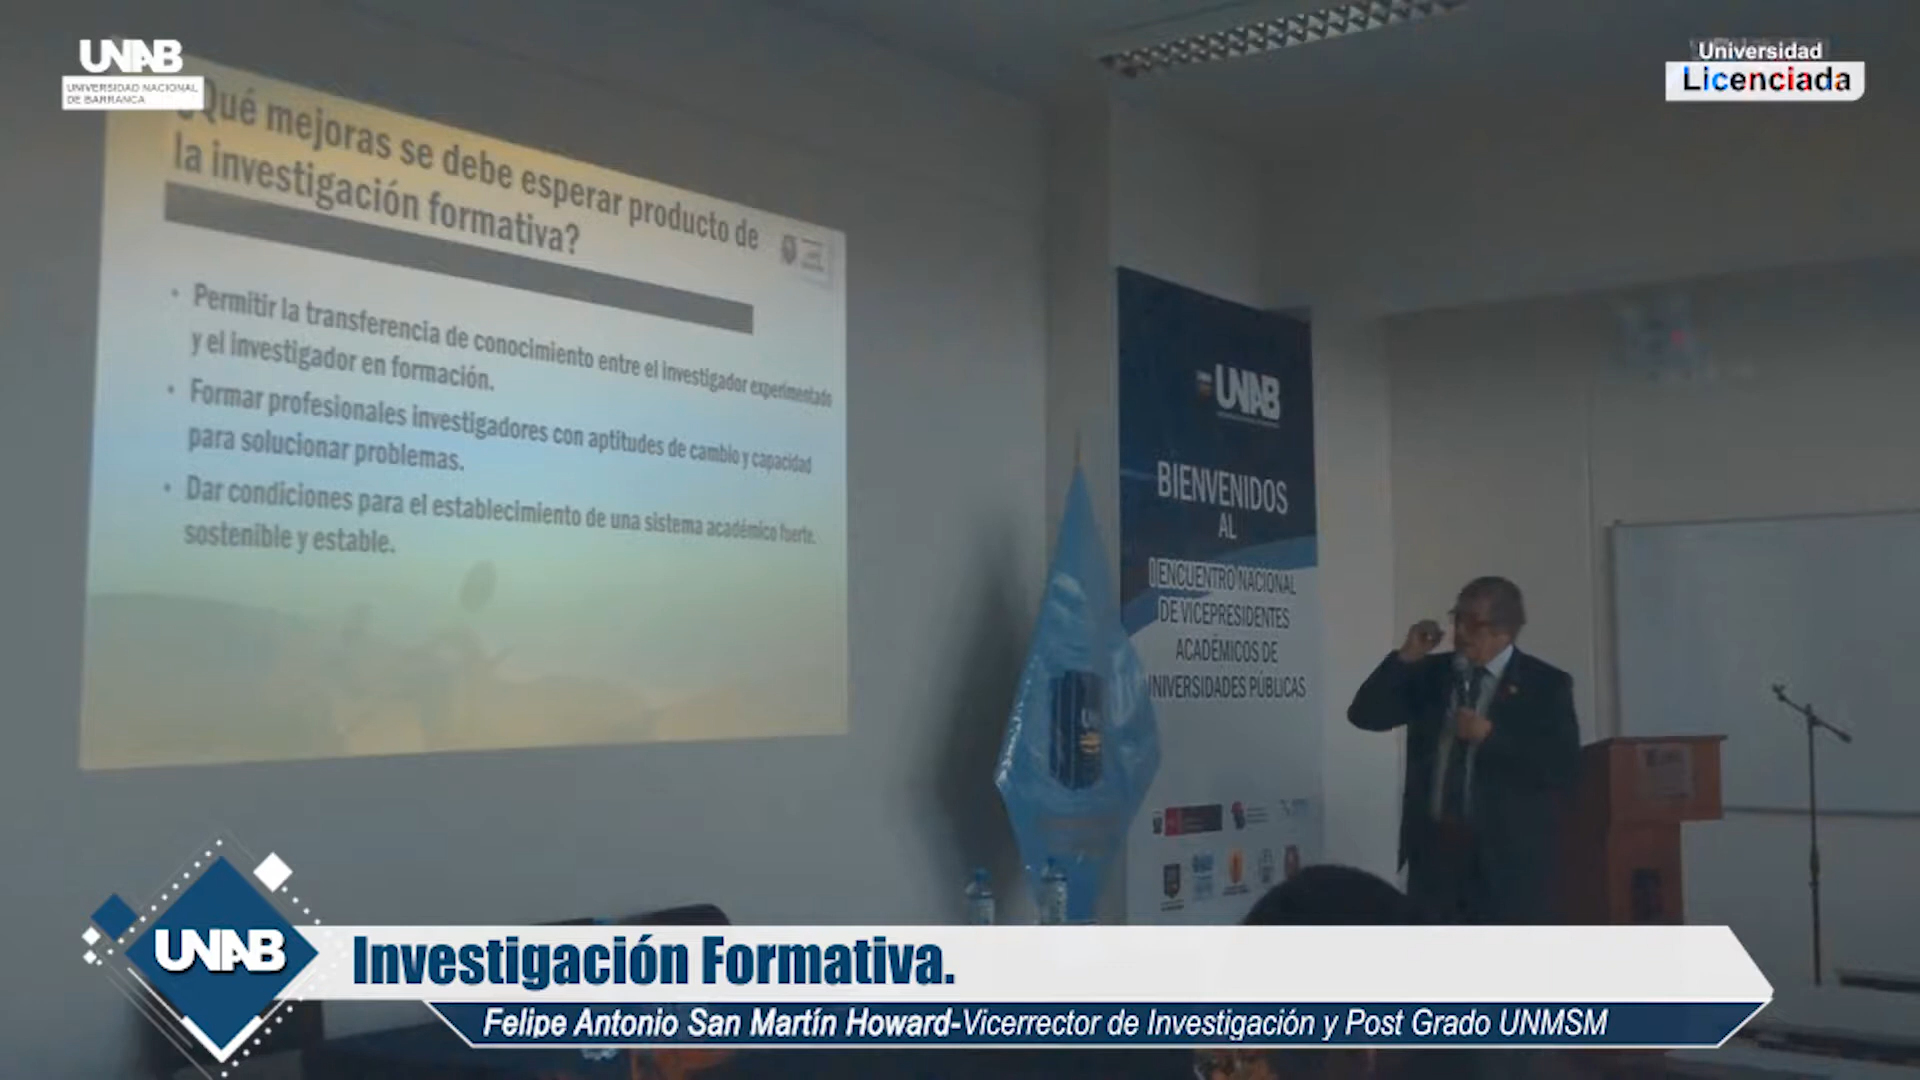 UNAB
UNIVERSIDAD NACIONAL
DE BARRANCA
Universidad
Licenciada
¿Qué mejoras se debe esperar producto de
la investigación formativa?
• Permitir la transferencia de conocimiento entre el investigador experimentado
y el investigador en formación.
• Formar profesionales investigadores con aptitudes de cambio y capacidad
para solucionar problemas.
• Dar condiciones para el establecimiento de una sistema académico fuerte,
sostenible y estable.
UNAB
BIENVENIDOS
AL
I ENCUENTRO NACIONAL
DE VICEPRESIDENTES
ACADÉMICOS DE
UNIVERSIDADES PÚBLICAS
UNAB
Investigación Formativa.
Felipe Antonio San Martín Howard-Vicerrector de Investigación y Post Grado UNMSM